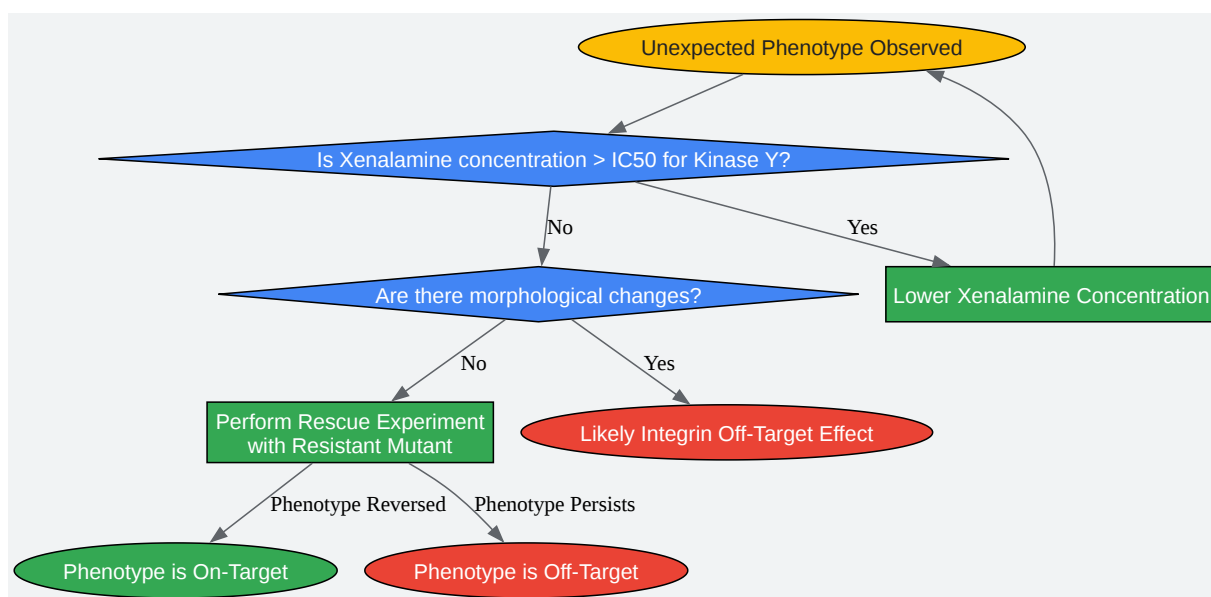 Unexpected Phenotype Observed
Is Xenalamine concentration > IC50 for Kinase Y?
No
Yes
Are there morphological changes?
Lower Xenalamine Concentration
No
Yes
Perform Rescue Experiment
with Resistant Mutant
Likely Integrin Off-Target Effect
Phenotype Reversed
Phenotype Persists
Phenotype is On-Target
Phenotype is Off-Target